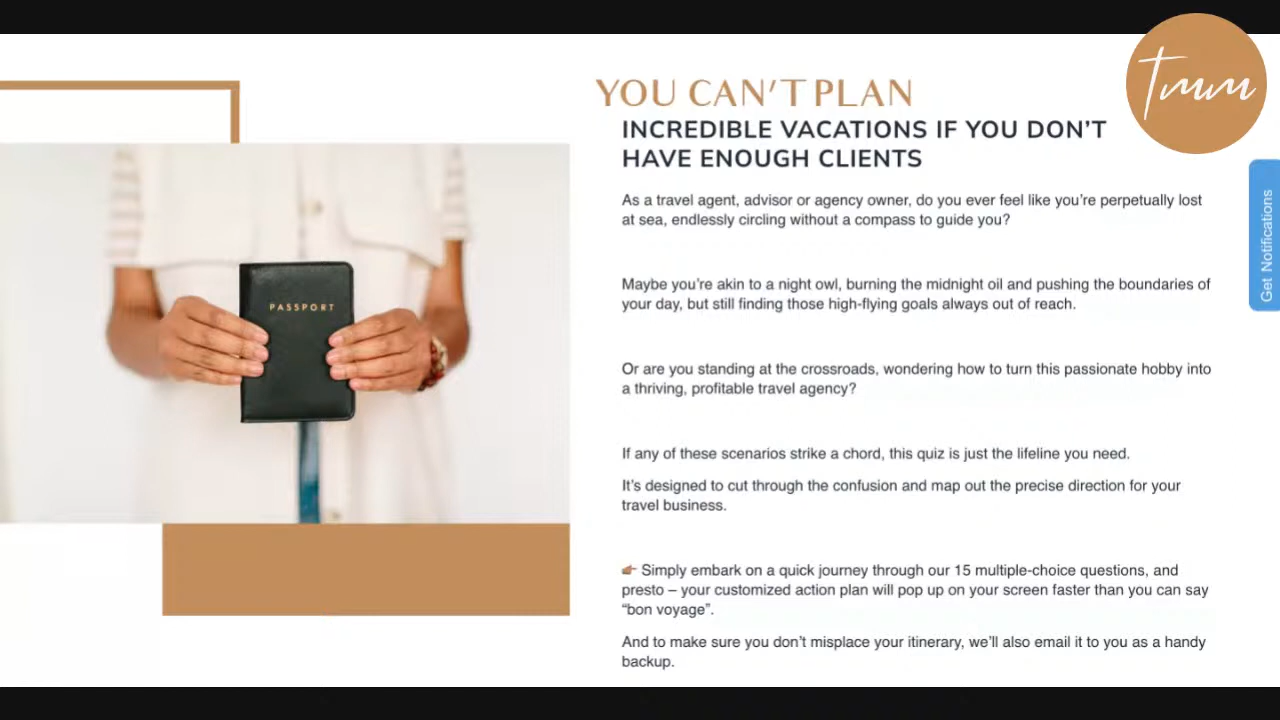 YOU CAN’T PLAN
INCREDIBLE VACATIONS IF YOU DON’T
HAVE ENOUGH CLIENTS
Tmm
As a travel agent, advisor or agency owner, do you ever feel like you’re perpetually lost
at sea, endlessly circling without a compass to guide you?
Get Notifications
Maybe you’re akin to a night owl, burning the midnight oil and pushing the boundaries of
your day, but still finding those high-flying goals always out of reach.
PASSPORT
Or are you standing at the crossroads, wondering how to turn this passionate hobby into
a thriving, profitable travel agency?
If any of these scenarios strike a chord, this quiz is just the lifeline you need.
It’s designed to cut through the confusion and map out the precise direction for your
travel business.
👉 Simply embark on a quick journey through our 15 multiple-choice questions, and
presto – your customized action plan will pop up on your screen faster than you can say
“bon voyage”.
And to make sure you don’t misplace your itinerary, we’ll also email it to you as a handy
backup.